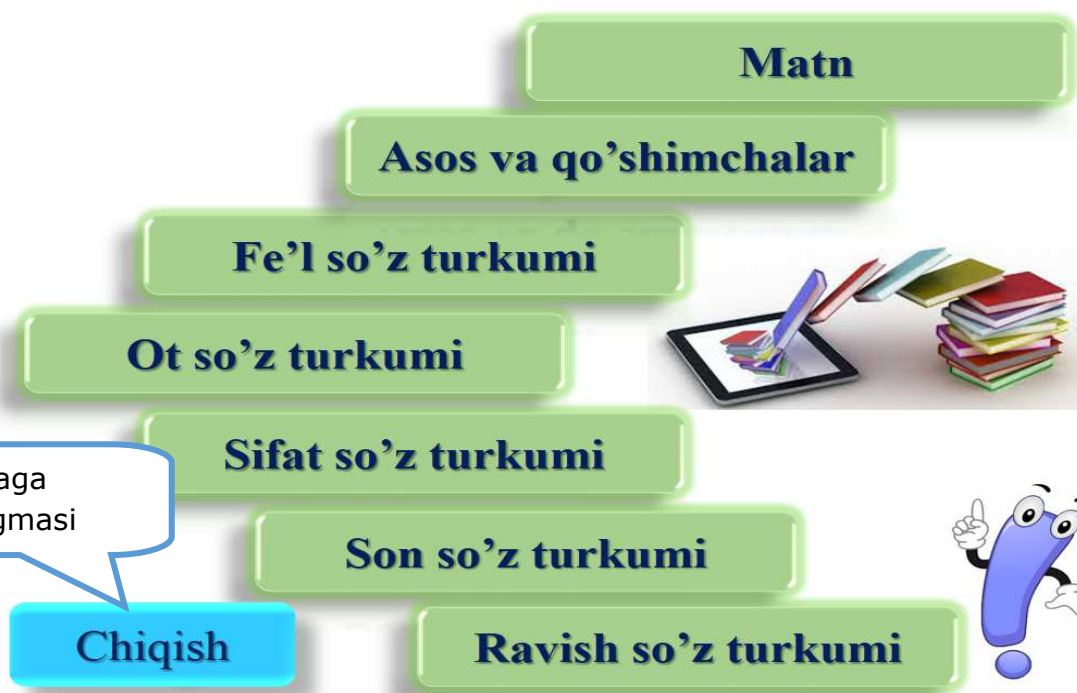 Matn
Asos va qo’shimchalar
Fe’l so’z turkumi
Ot so’z turkumi
Sifat so’z turkumi
Son so’z turkumi
Chiqish
Ravish so’z turkumi